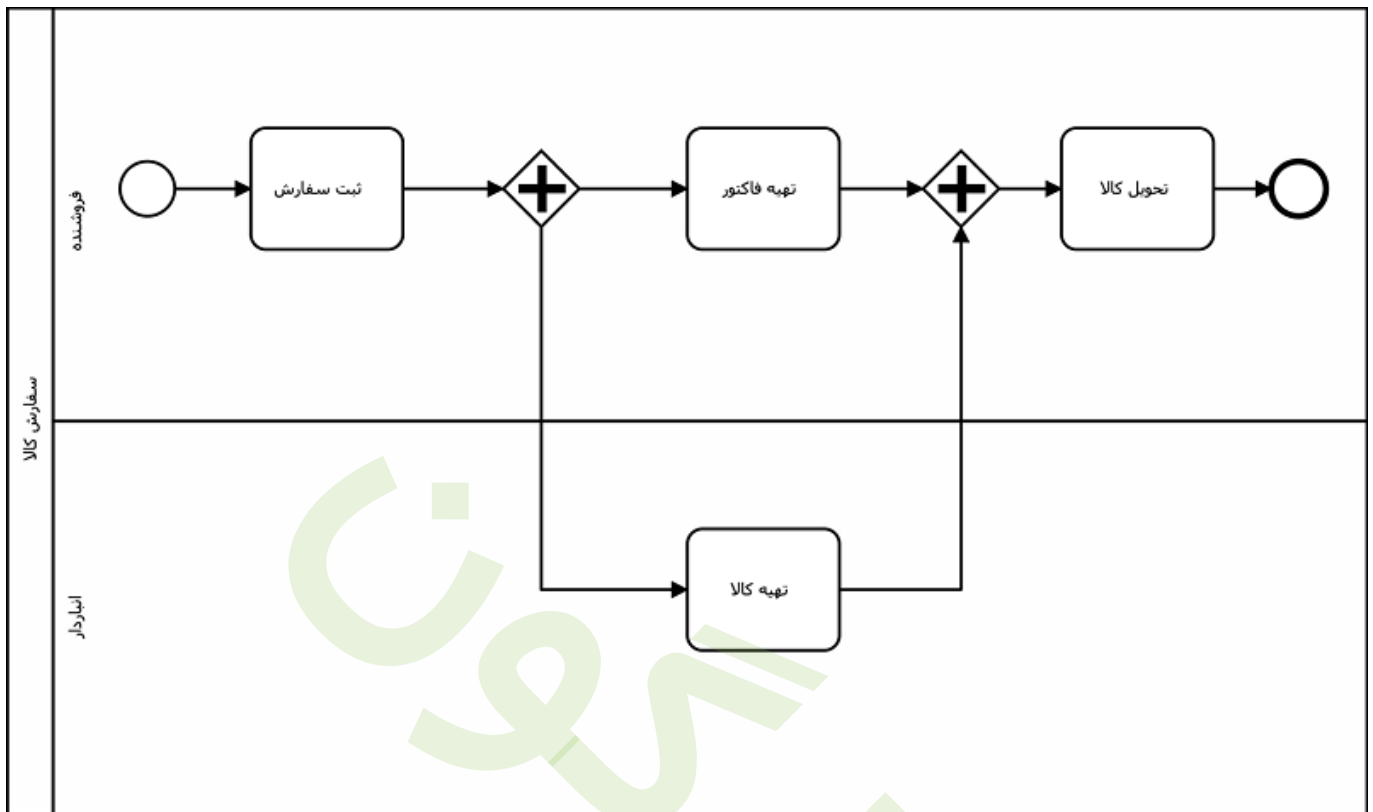 سفارش کالا
فروشنده
ثبت سفارش
تهیه فاکتور
تحویل کالا
انباردار
تهیه کالا